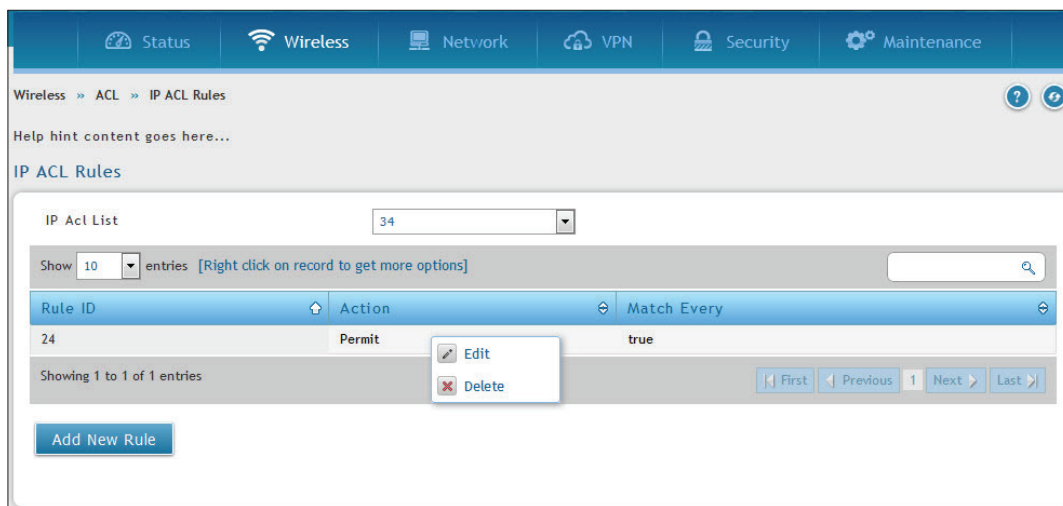 Status Wireless Network VPN Security Maintenance
Wireless » ACL » IP ACL Rules
Help hint content goes here...
IP ACL Rules
IP Acl List 34
Show 10 entries [Right click on record to get more options]
Rule ID Action Match Every
24 Permit true
Edit
Delete
Showing 1 to 1 of 1 entries First Previous 1 Next Last
Add New Rule